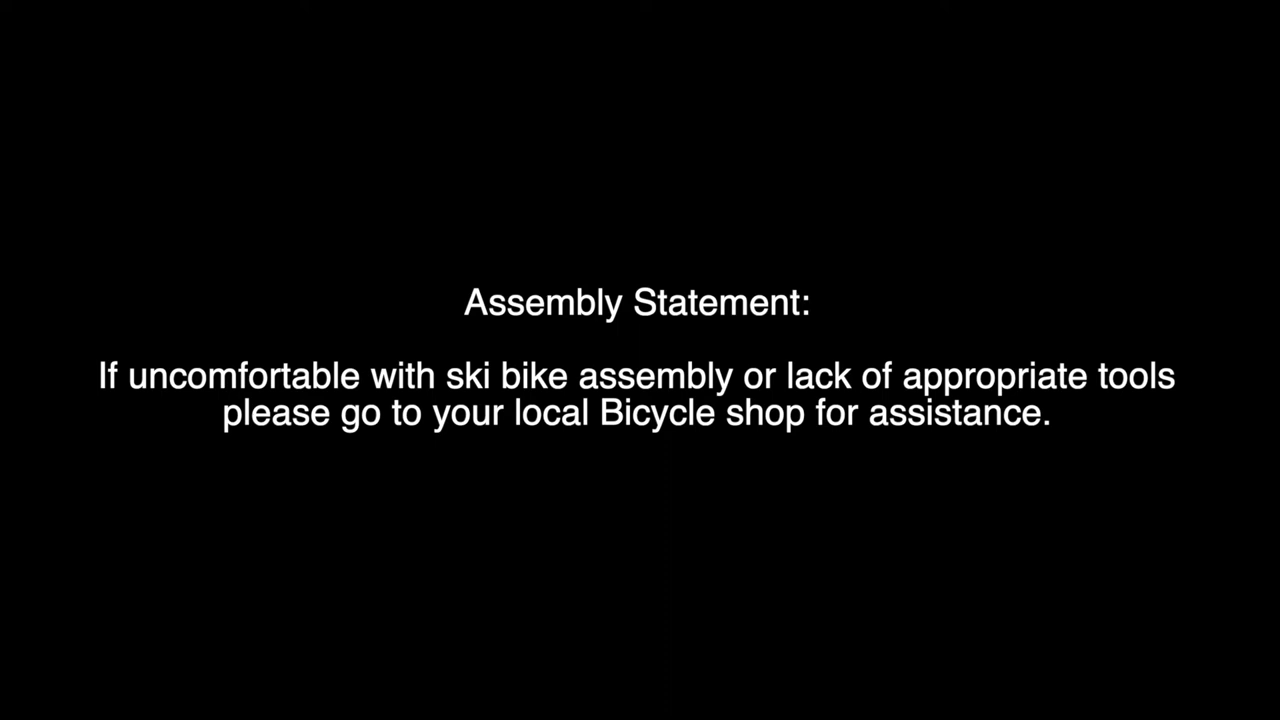 Assembly Statement:
If uncomfortable with ski bike assembly or lack of appropriate tools
please go to your local Bicycle shop for assistance.